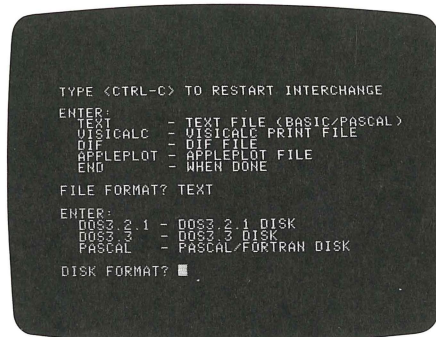 TYPE <CTRL-C> TO RESTART INTERCHANGE
ENTER:
TEXT - TEXT FILE (BASIC/PASCAL)
VISICALC - VISICALC PRINT FILE
DIF - DIF FILE
APPLEPLOT - APPLEPLOT FILE
END - WHEN DONE
FILE FORMAT? TEXT
ENTER:
DOS3.2.1 - DOS3.2.1 DISK
DOS3.3 - DOS3.3 DISK
PASCAL - PASCAL/FORTRAN DISK
DISK FORMAT?